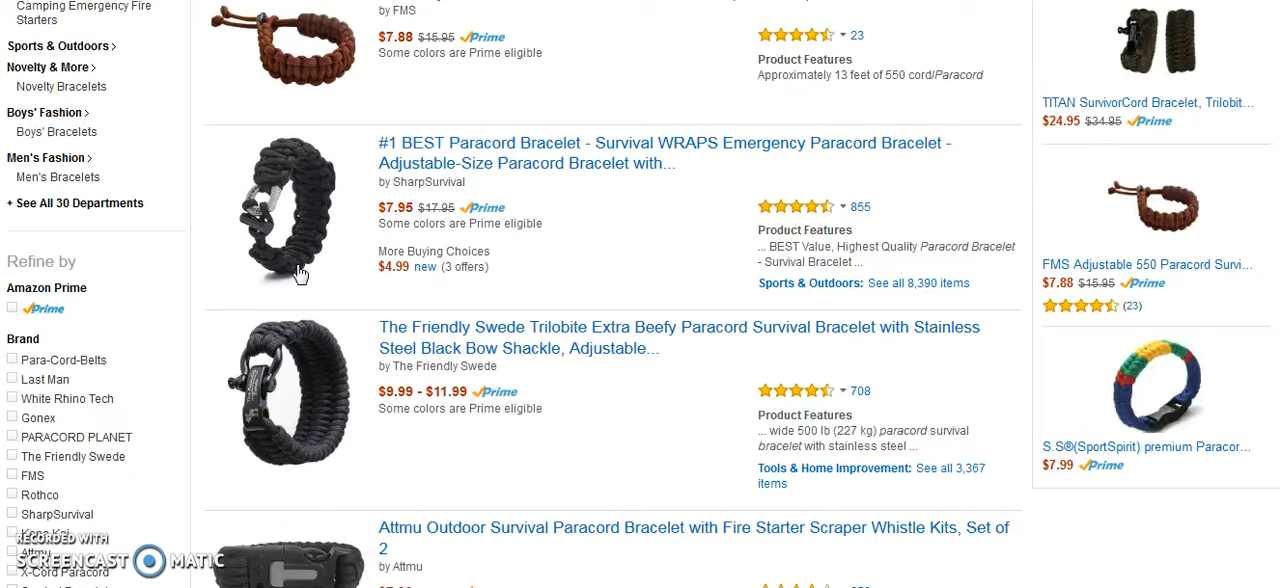 Camping Emergency Fire
Starters
Sports & Outdoors ›
Novelty & More ›
Novelty Bracelets
Boys' Fashion ›
Boys' Bracelets
Men's Fashion ›
Men's Bracelets
+ See All 30 Departments
Refine by
Amazon Prime
Prime
Brand
Para-Cord-Belts
Last Man
White Rhino Tech
Gonex
PARACORD PLANET
The Friendly Swede
FMS
Rothco
SharpSurvival
Attmu
X-Cord Paracord
RECORDED WITH
SCREENCAST MATIC
by FMS
$7.88 $15.95 Prime
Some colors are Prime eligible
23
Product Features
Approximately 13 feet of 550 cord/Paracord
#1 BEST Paracord Bracelet - Survival WRAPS Emergency Paracord Bracelet -
Adjustable-Size Paracord Bracelet with...
by SharpSurvival
$7.95 $17.95 Prime
Some colors are Prime eligible
More Buying Choices
$4.99 new (3 offers)
855
Product Features
... BEST Value, Highest Quality Paracord Bracelet
- Survival Bracelet ...
Sports & Outdoors: See all 8,390 items
The Friendly Swede Trilobite Extra Beefy Paracord Survival Bracelet with Stainless
Steel Black Bow Shackle, Adjustable...
by The Friendly Swede
$9.99 - $11.99 Prime
Some colors are Prime eligible
708
Product Features
... wide 500 lb (227 kg) paracord survival
bracelet with stainless steel ...
Tools & Home Improvement: See all 3,367
items
Attmu Outdoor Survival Paracord Bracelet with Fire Starter Scraper Whistle Kits, Set of
2
by Attmu
TITAN SurvivorCord Bracelet, Trilobit...
$24.95 $34.95 Prime
FMS Adjustable 550 Paracord Survi...
$7.88 $15.95 Prime
(23)
S.S®(SportSpirit) premium Paracor...
$7.99 Prime